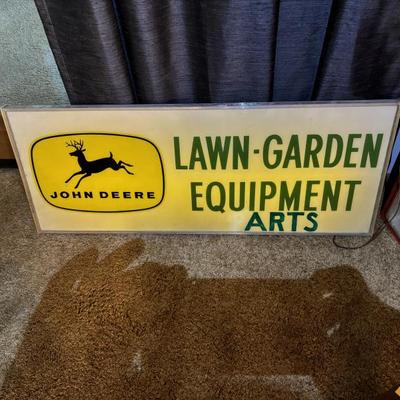 JOHN DEERE
LAWN-GARDEN
EQUIPMENT
ARTS